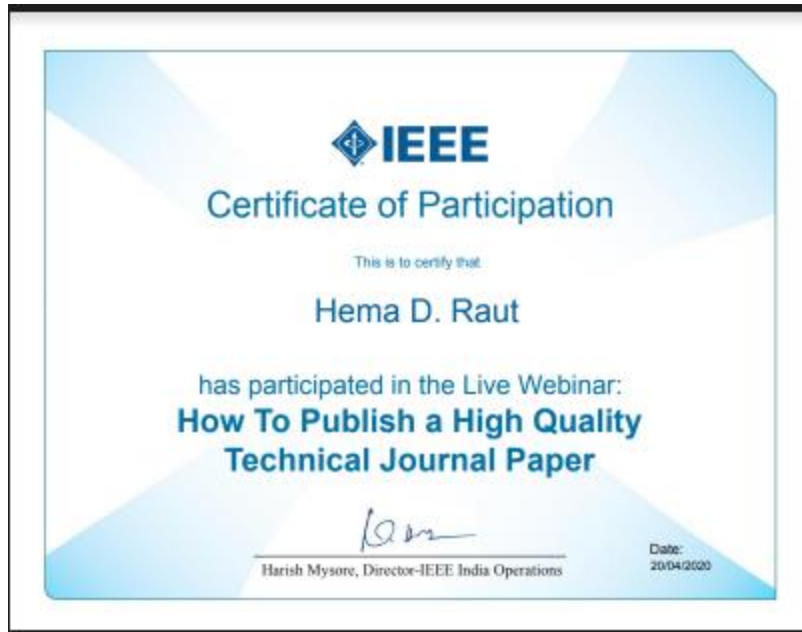 IEEE
Certificate of Participation
This is to certify that
Hema D. Raut
has participated in the Live Webinar:
How To Publish a High Quality
Technical Journal Paper
Harish Mysore, Director-IEEE India Operations
Date:
20/04/2020